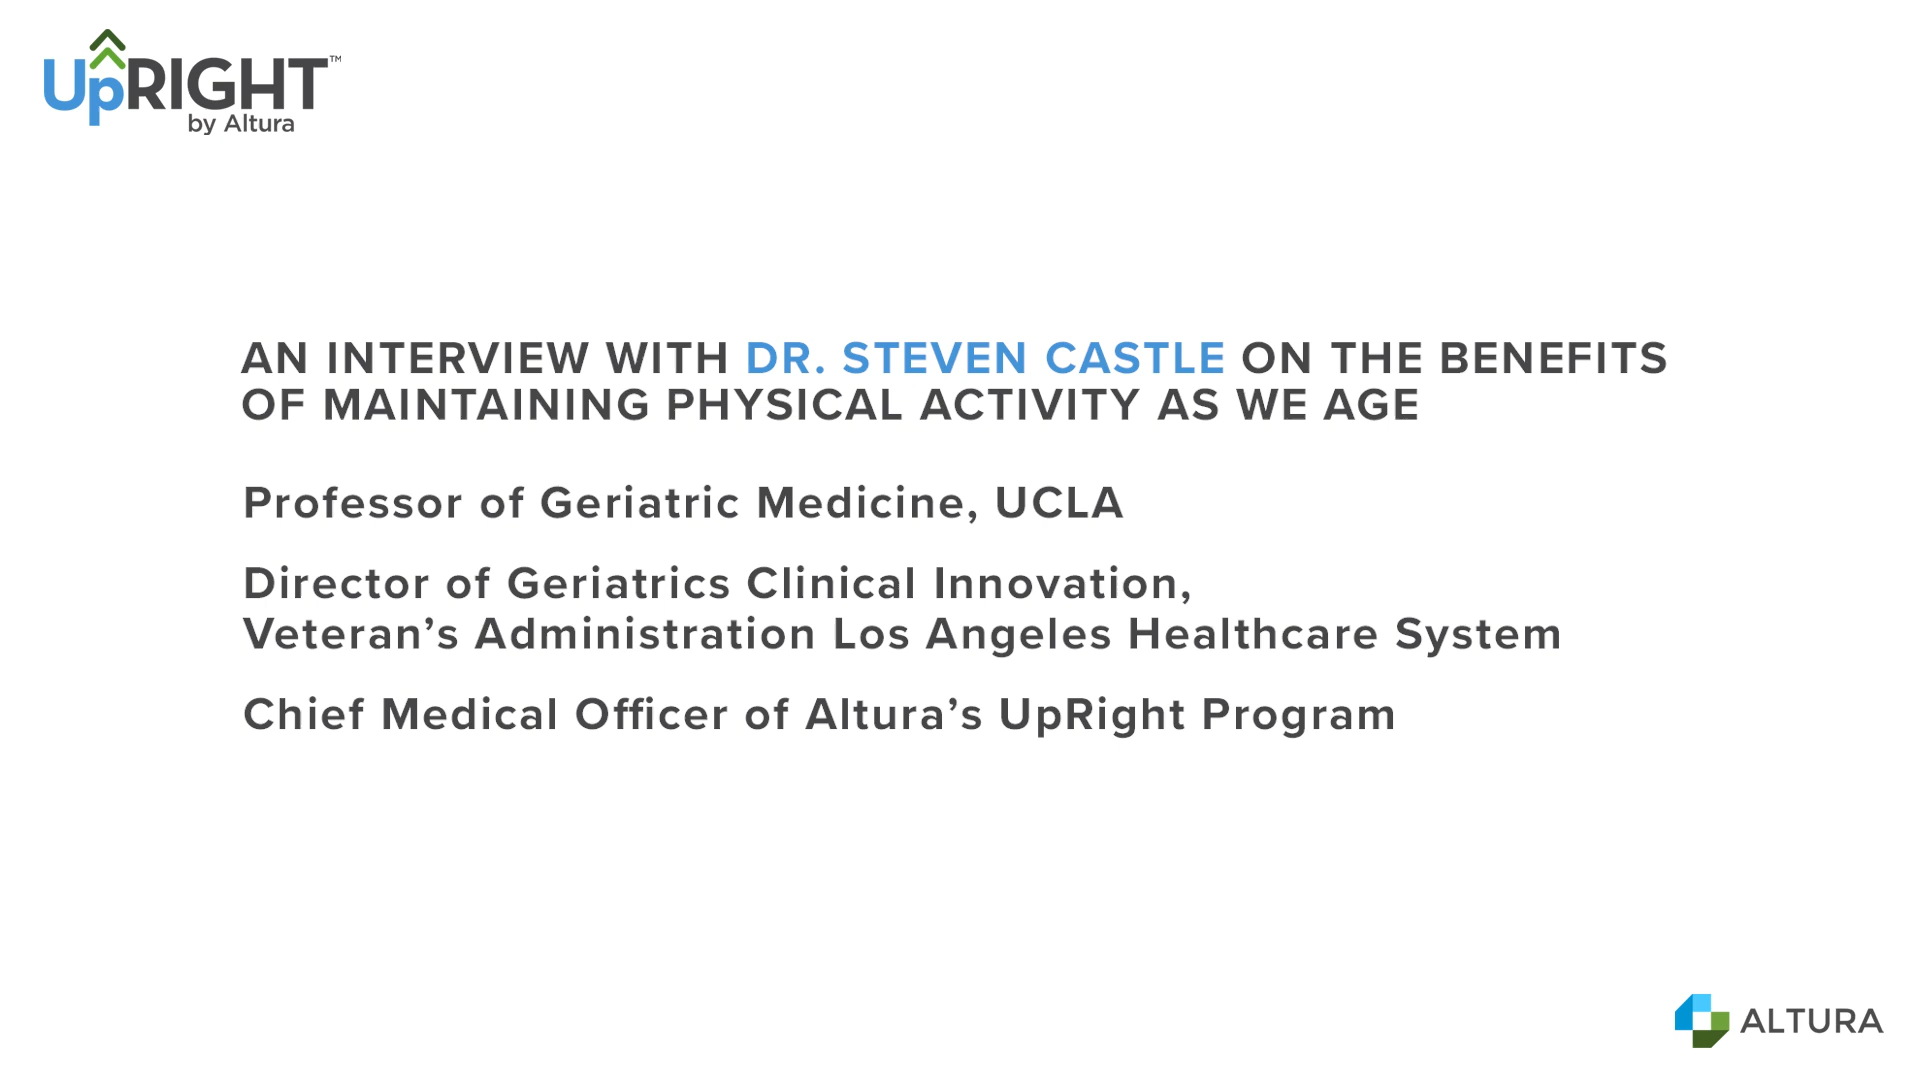 UpRIGHT™
by Altura
AN INTERVIEW WITH DR. STEVEN CASTLE ON THE BENEFITS
OF MAINTAINING PHYSICAL ACTIVITY AS WE AGE
Professor of Geriatric Medicine, UCLA
Director of Geriatrics Clinical Innovation,
Veteran’s Administration Los Angeles Healthcare System
Chief Medical Officer of Altura’s UpRight Program
ALTURA